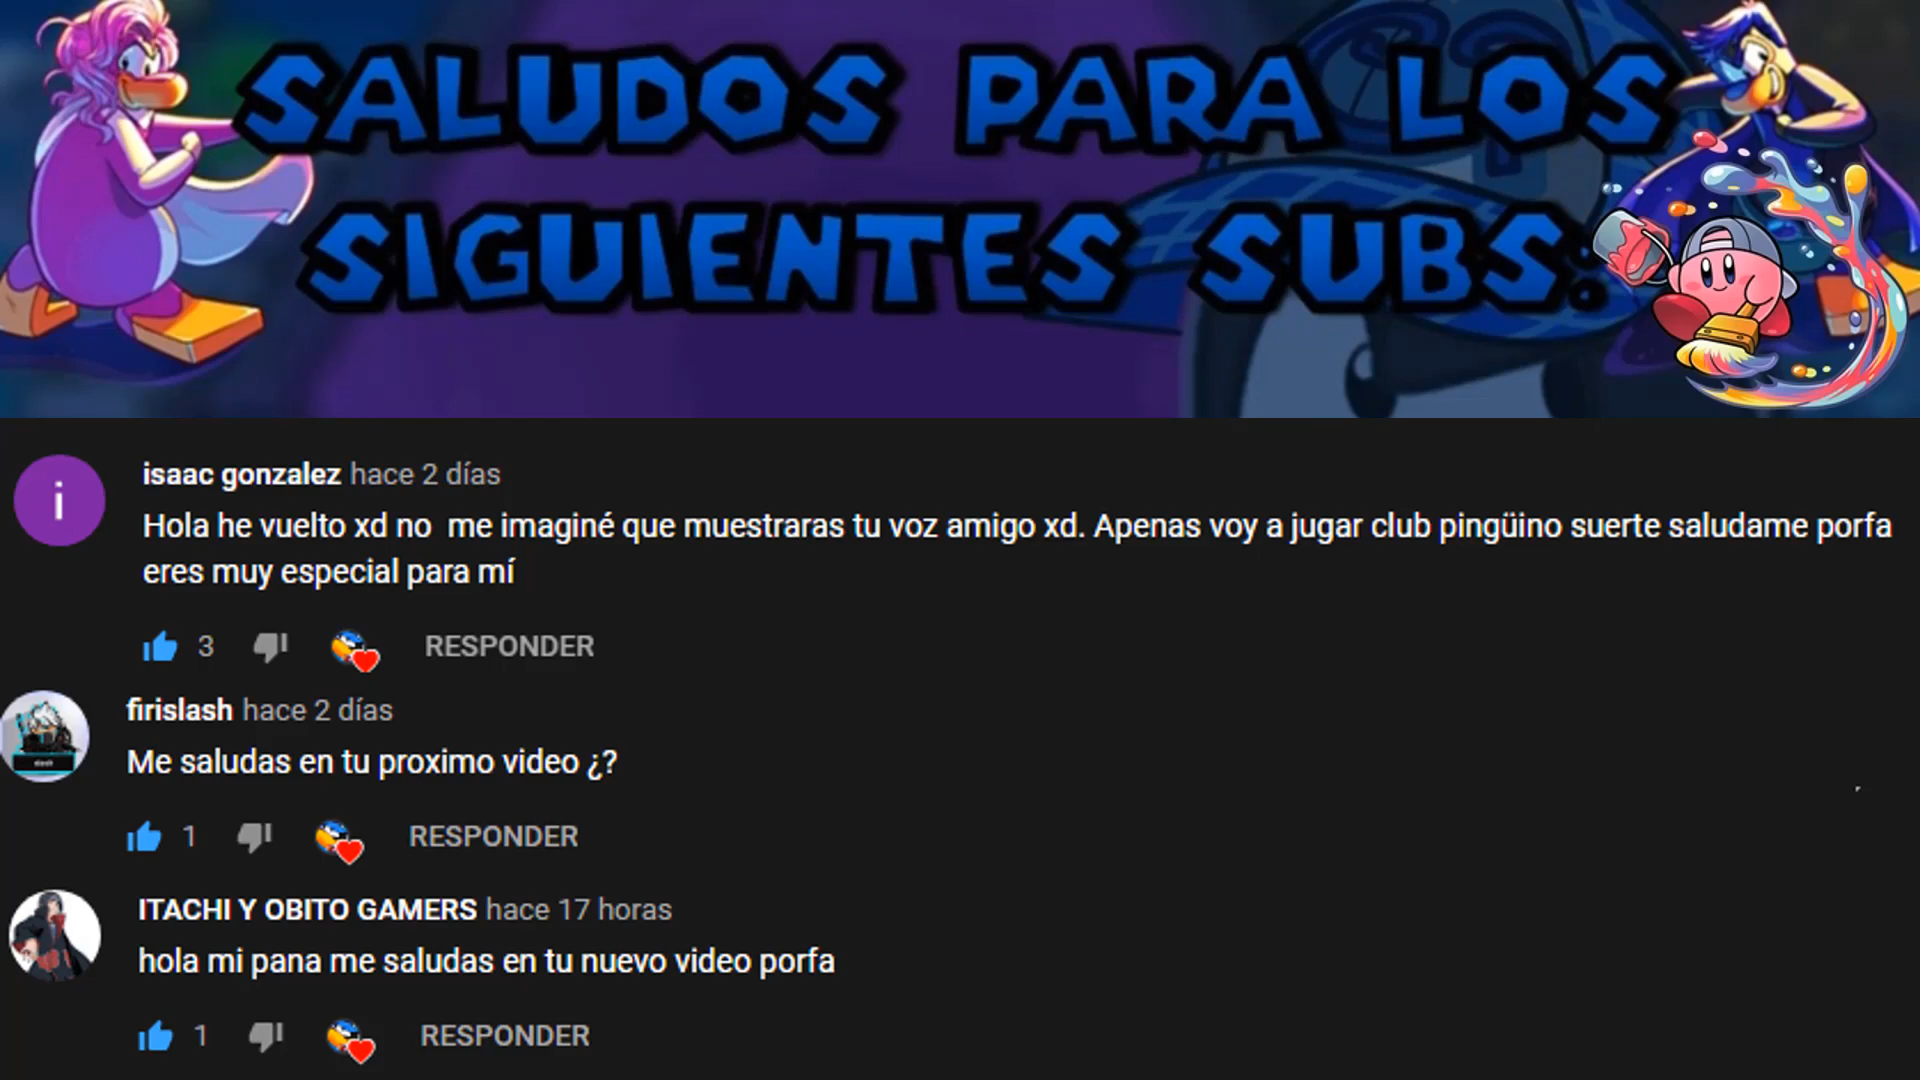 SALUDOS PARA LOS
SIGUIENTES SUBS:
i
isaac gonzalez hace 2 días
Hola he vuelto xd no  me imaginé que muestraras tu voz amigo xd. Apenas voy a jugar club pingüino suerte saludame porfa
eres muy especial para mí
3 RESPONDER
firislash hace 2 días
Me saludas en tu proximo video ¿?
1 RESPONDER
ITACHI Y OBITO GAMERS hace 17 horas
hola mi pana me saludas en tu nuevo video porfa
1 RESPONDER